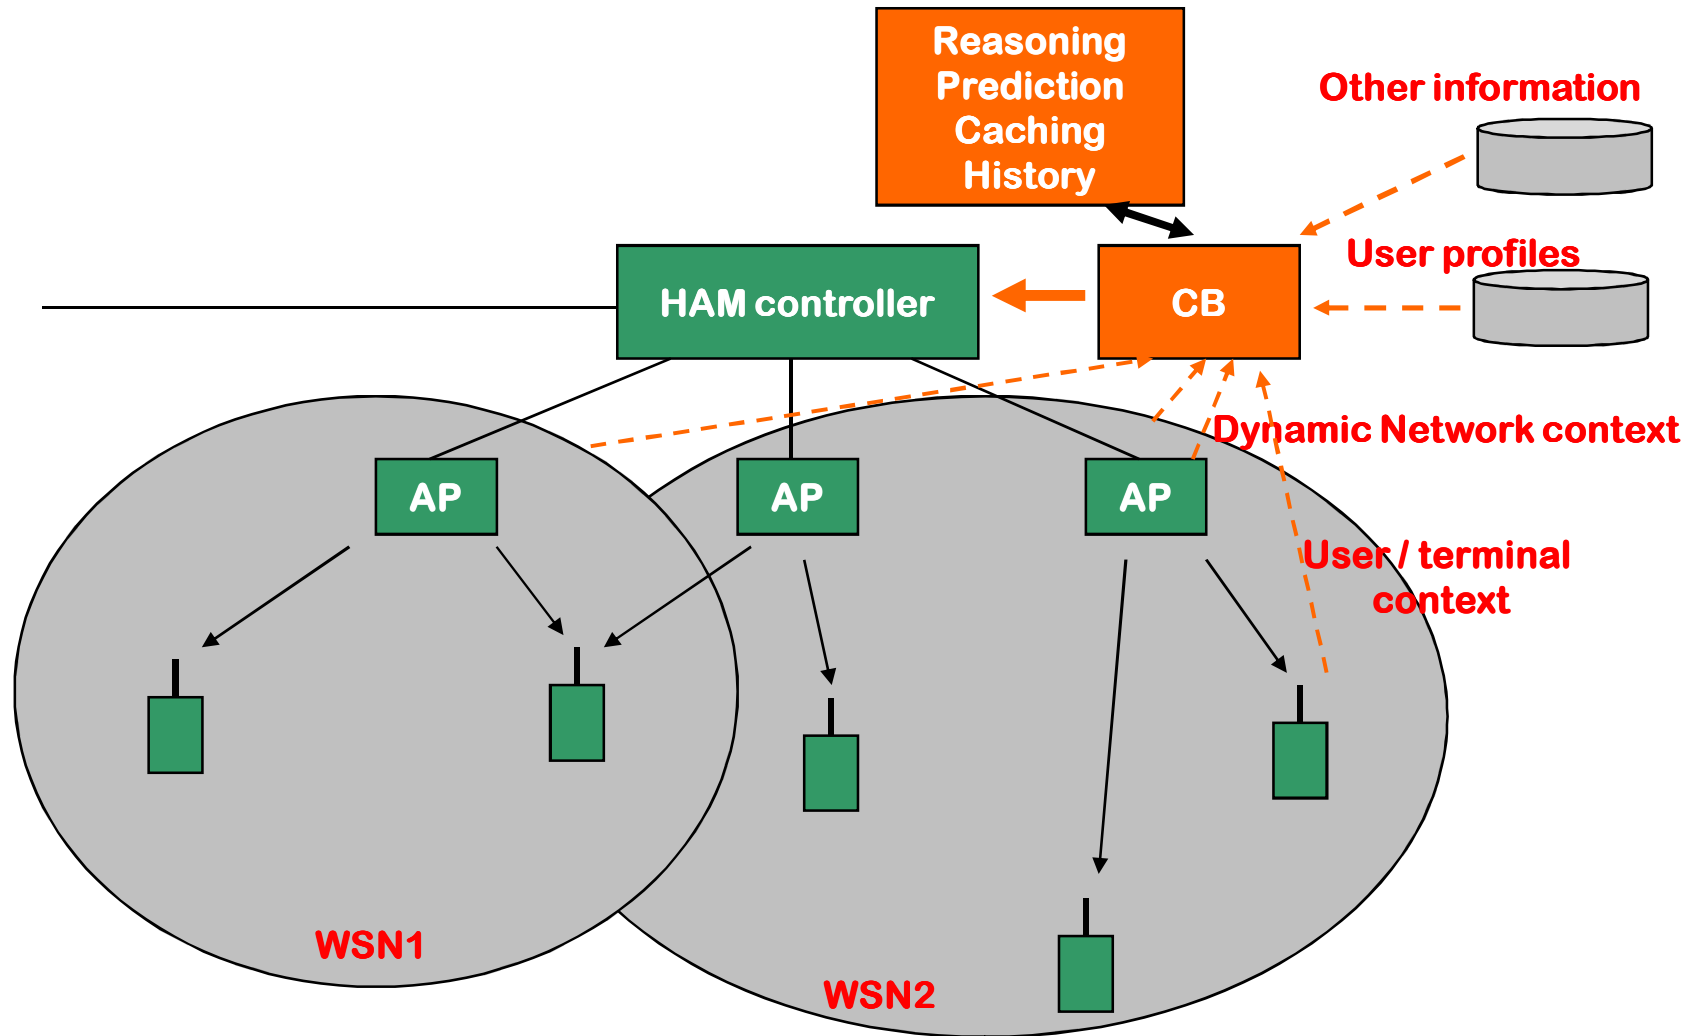 Reasoning
Prediction
Caching
History
Other information
User profiles
HAM controller
CB
Dynamic Network context
AP
AP
AP
User / terminal
context
WSN1
WSN2